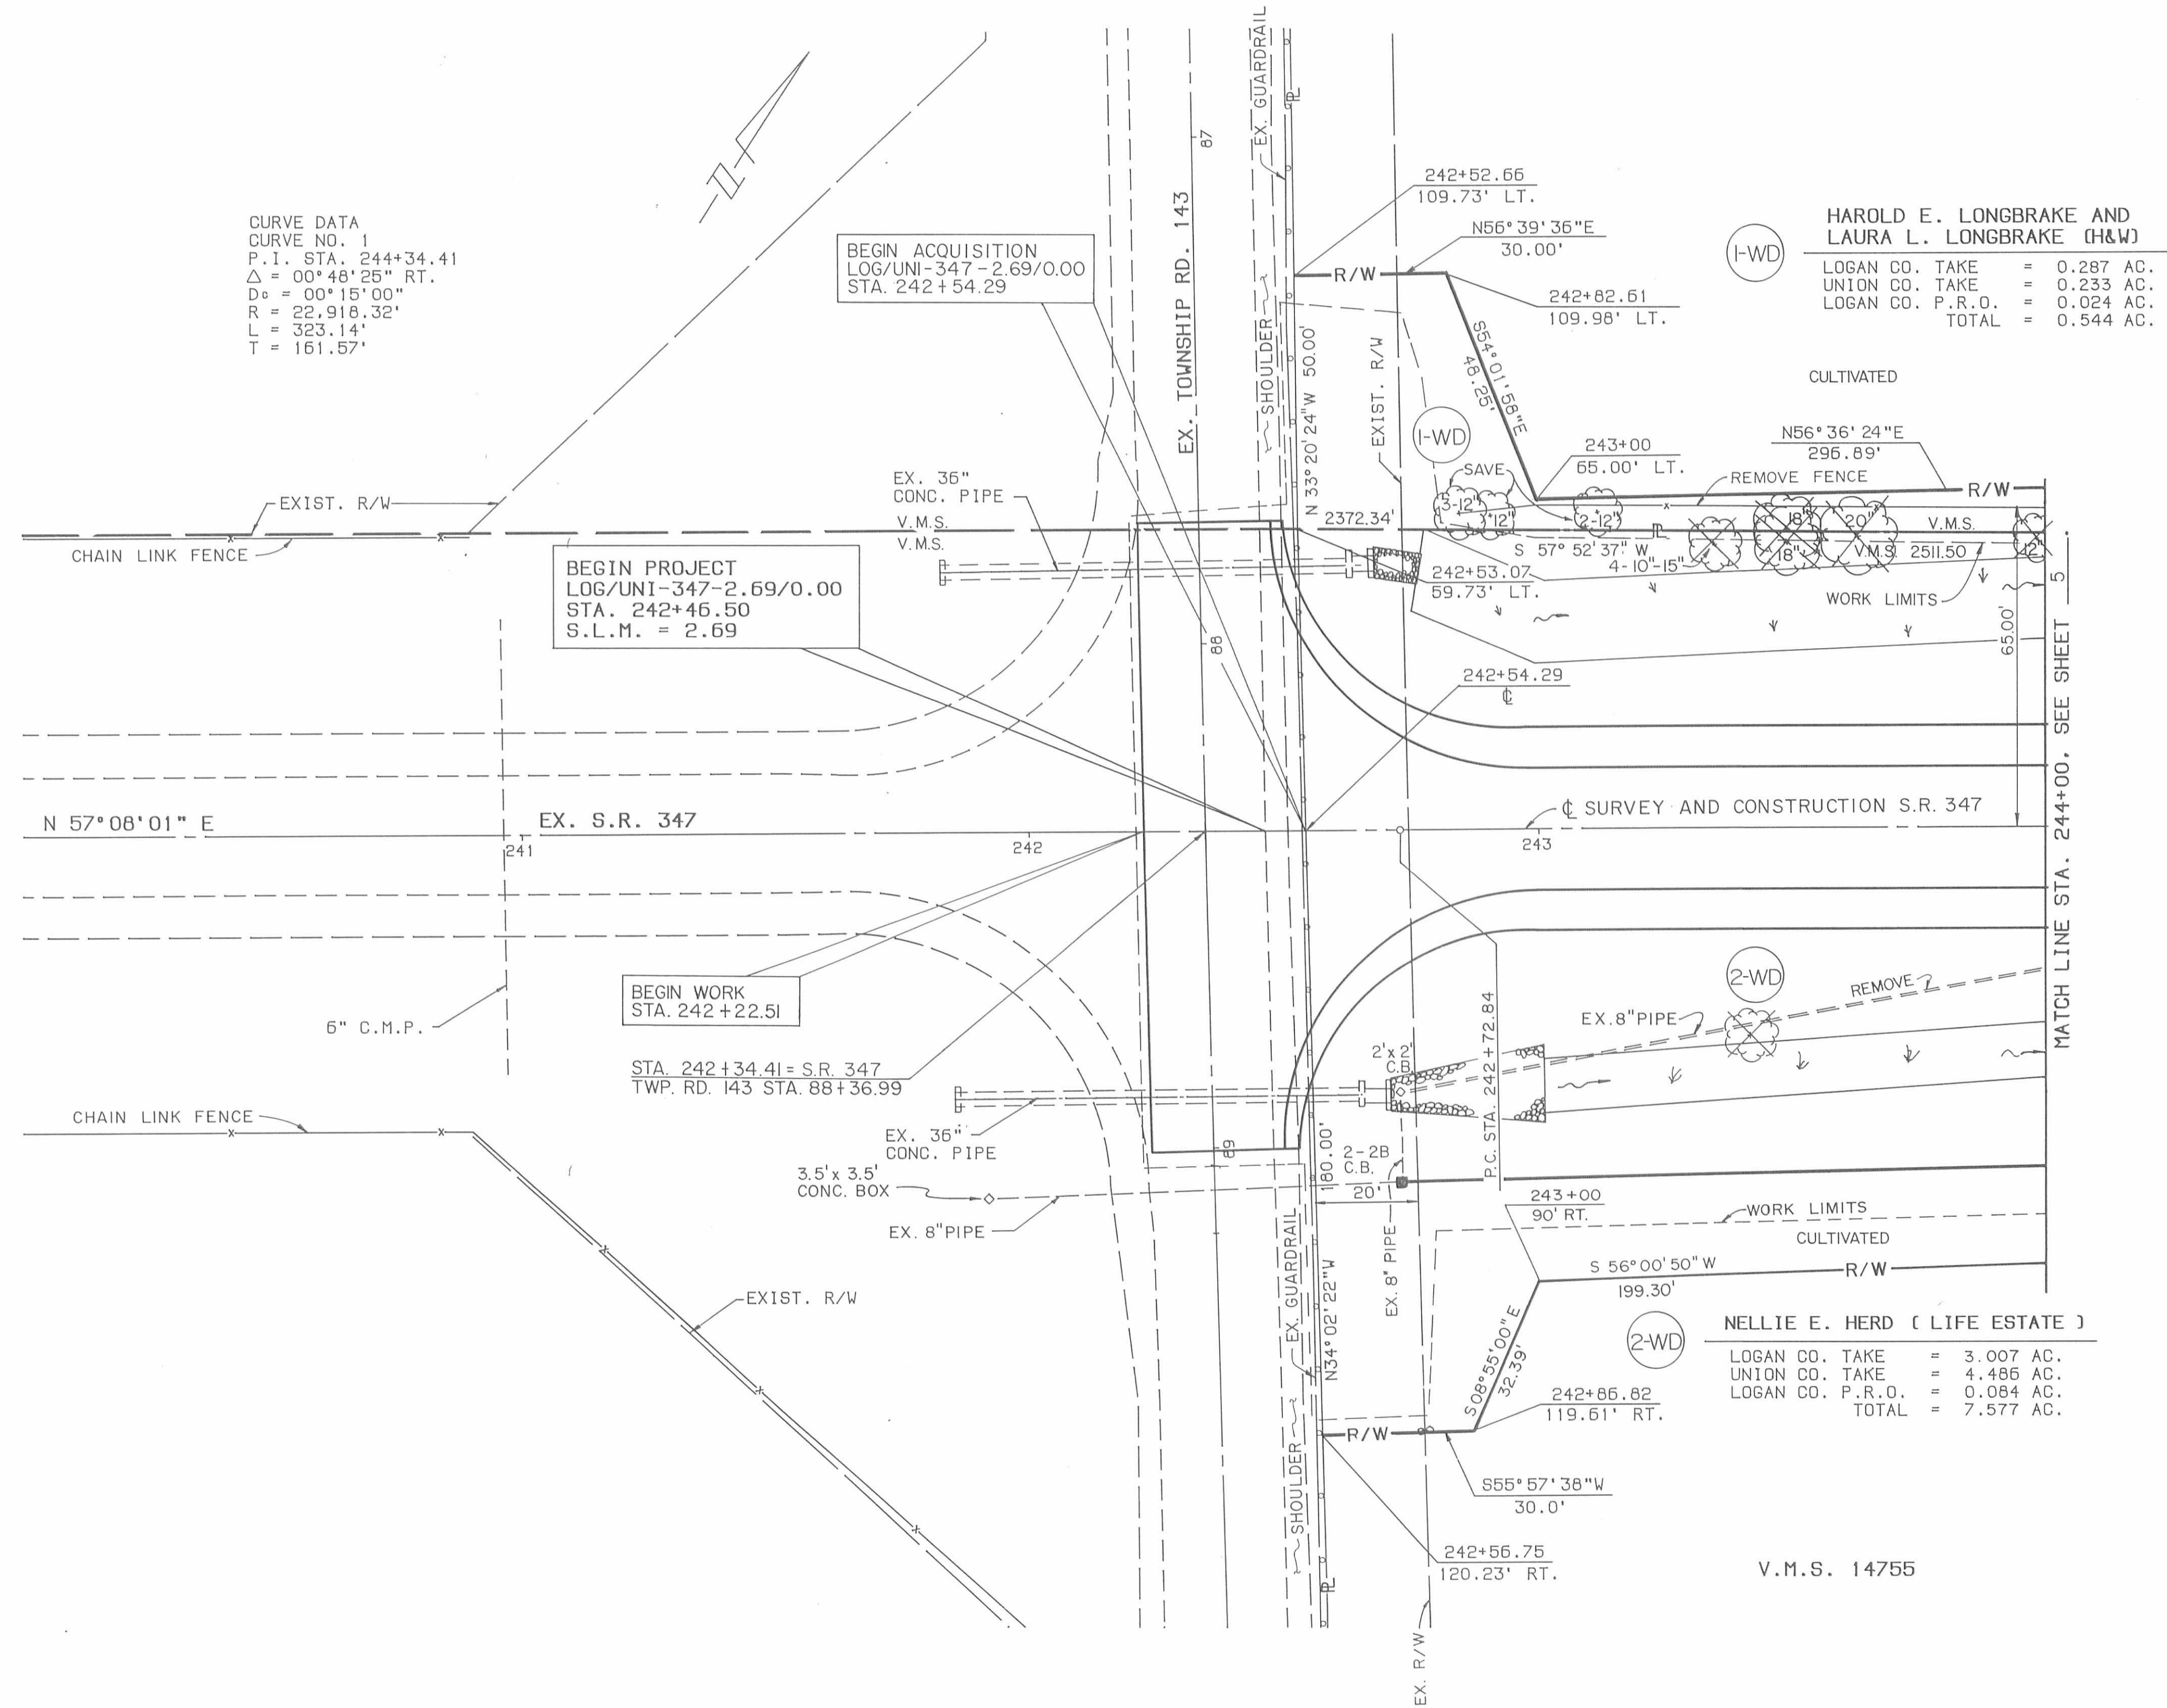 CURVE DATA
CURVE NO. 1
P.I. STA. 244+34.41
Δ = 00°48'25" RT.
Dc = 00°15'00"
R = 22,918.32'
L = 323.14'
T = 161.57'
BEGIN ACQUISITION
LOG/UNI-347-2.69/0.00
STA. 242+54.29
EX. TOWNSHIP RD. 143
87
88
89
EX. GUARDRAIL
SHOULDER
PL
N 33°20'24"W 50.00'
EXIST. R/W
242+52.66
109.73' LT.
N56°39'36"E
30.00'
R/W
242+82.61
109.98' LT.
S54°01'58"E
48.25'
1-WD
HAROLD E. LONGBRAKE AND
LAURA L. LONGBRAKE (H&W)
LOGAN CO. TAKE = 0.287 AC.
UNION CO. TAKE = 0.233 AC.
LOGAN CO. P.R.O. = 0.024 AC.
TOTAL = 0.544 AC.
CULTIVATED
1-WD
243+00
65.00' LT.
N56°36'24"E
296.89'
SAVE
REMOVE FENCE
R/W
3-12"
12"
2-12"
18"
20"
V.M.S.
18"
V.M.S. 2511.50
12"
PL
S 57°52'37" W
4-10"-15"
WORK LIMITS
65.00'
EXIST. R/W
CHAIN LINK FENCE
EX. 36"
CONC. PIPE
V.M.S.
V.M.S.
2372.34'
242+53.07
59.73' LT.
BEGIN PROJECT
LOG/UNI-347-2.69/0.00
STA. 242+46.50
S.L.M. = 2.69
242+54.29
℄
N 57°08'01" E
EX. S.R. 347
℄ SURVEY AND CONSTRUCTION S.R. 347
241
242
243
MATCH LINE STA. 244+00, SEE SHEET 5.
BEGIN WORK
STA. 242+22.51
6" C.M.P.
STA. 242+34.41 = S.R. 347
TWP. RD. 143 STA. 88+36.99
P.C. STA. 242+72.84
2-WD
REMOVE
EX.8"PIPE
2'x2'
C.B.
CHAIN LINK FENCE
EX. 36"
CONC. PIPE
3.5'x 3.5'
CONC. BOX
EX. 8"PIPE
180.00'
2-2B
C.B.
20'
EX. 8" PIPE
N34°02'22"W
EX. GUARDRAIL
SHOULDER
243+00
90' RT.
WORK LIMITS
CULTIVATED
S 56°00'50" W
199.30'
R/W
EXIST. R/W
S08°55'00"E
32.39'
2-WD
NELLIE E. HERD ( LIFE ESTATE )
LOGAN CO. TAKE = 3.007 AC.
UNION CO. TAKE = 4.486 AC.
LOGAN CO. P.R.O. = 0.084 AC.
TOTAL = 7.577 AC.
242+86.82
119.61' RT.
R/W
S55°57'38"W
30.0'
242+56.75
120.23' RT.
PL
EX. R/W
V.M.S. 14755